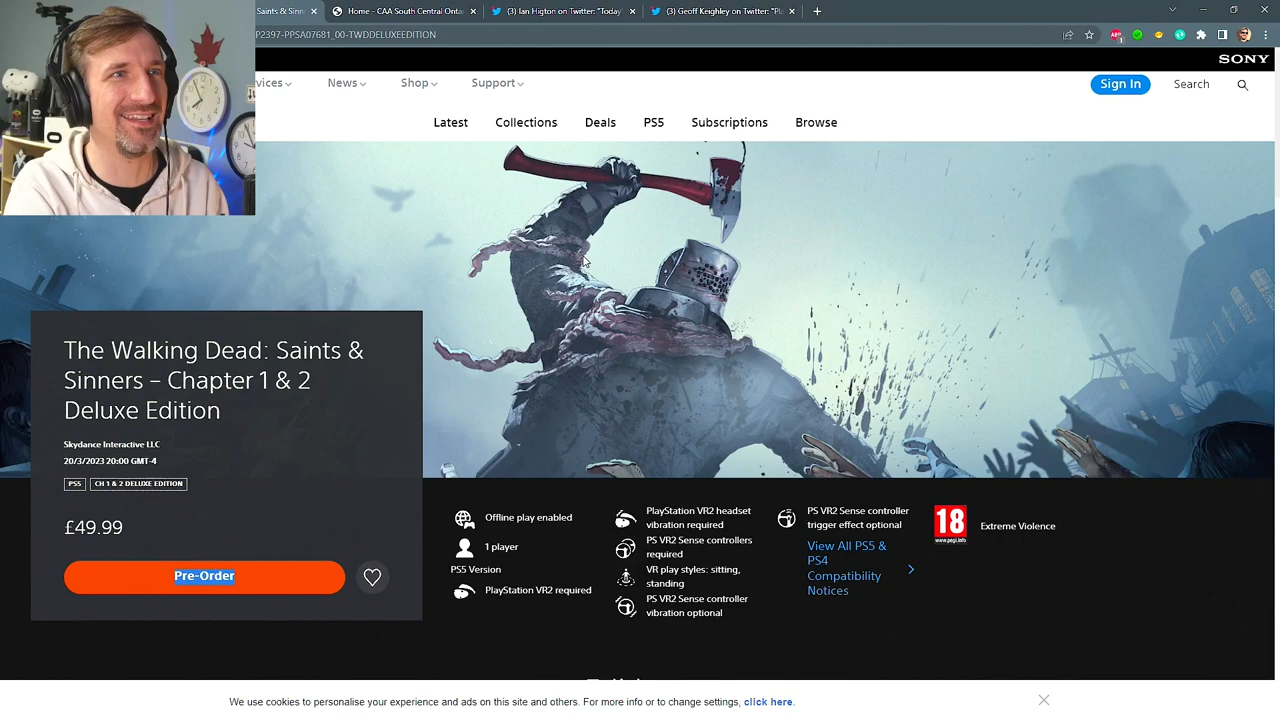 Saints & Sinn
Home - CAA South Central Onta
(3) Ian Higton on Twitter: "Today
(3) Geoff Keighley on Twitter: "Pl
P2397-PPSA07681_00-TWDDELUXEEDITION
SONY
vices
News
Shop
Support
Sign In
Search
Latest
Collections
Deals
PS5
Subscriptions
Browse
The Walking Dead: Saints &
Sinners – Chapter 1 & 2
Deluxe Edition
Skydance Interactive LLC
20/3/2023 20:00 GMT-4
PS5
CH 1 & 2 DELUXE EDITION
£49.99
Pre-Order
Offline play enabled
1 player
PS5 Version
PlayStation VR2 required
PlayStation VR2 headset
vibration required
PS VR2 Sense controllers
required
VR play styles: sitting,
standing
PS VR2 Sense controller
vibration optional
PS VR2 Sense controller
trigger effect optional
View All PS5 &
PS4
Compatibility
Notices
18
www.pegi.info
Extreme Violence
We use cookies to personalise your experience and ads on this site and others. For more info or to change settings, click here.